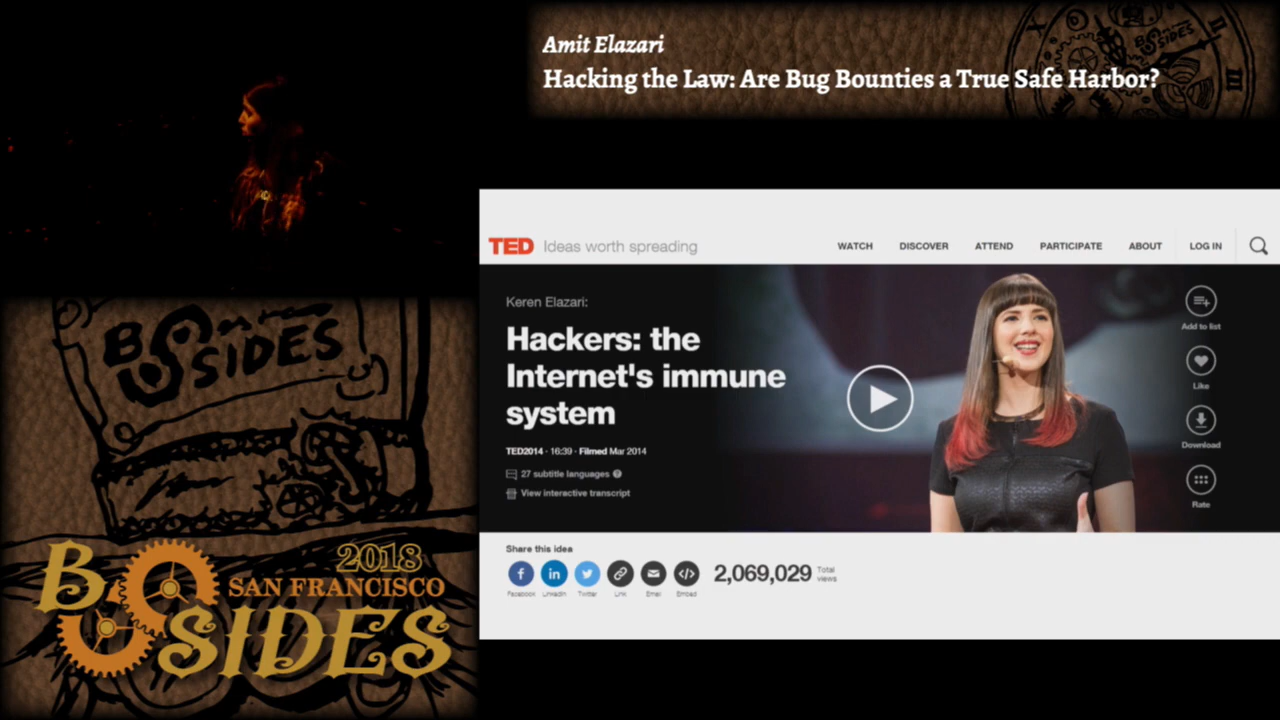 Amit Elazari
Hacking the Law: Are Bug Bounties a True Safe Harbor?
BSIDES
TED Ideas worth spreading
WATCH DISCOVER ATTEND PARTICIPATE ABOUT LOG IN
Keren Elazari:
Hackers: the
Internet's immune
system
TED2014 · 16:39 · Filmed Mar 2014
27 subtitle languages
View interactive transcript
Add to list
Like
Download
Rate
Share this idea
Facebook LinkedIn Twitter Link Email Embed
2,069,029 Total
views
BSIDES
2018
SAN FRANCISCO
BSIDES